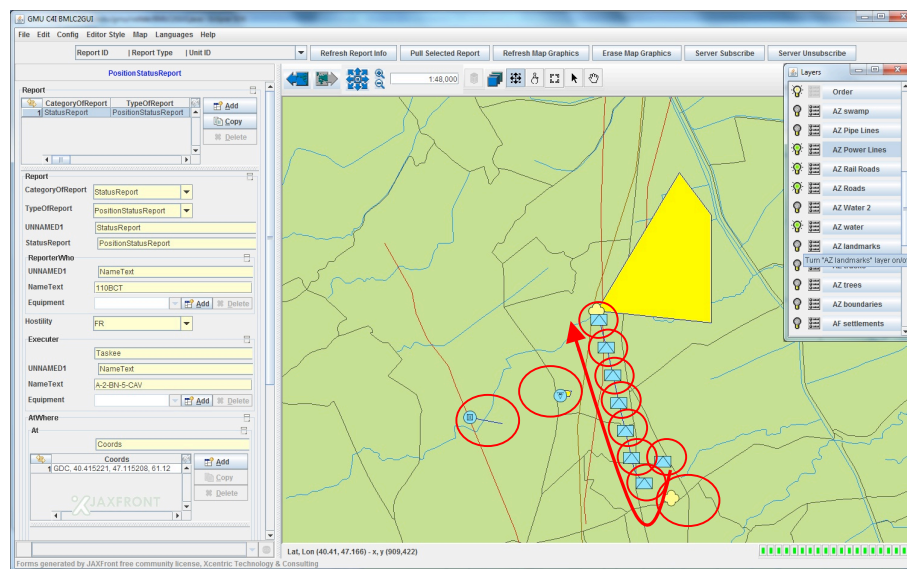 GMU C4I BMLC2GUI
File Edit Config Editor Style Map Languages Help
Report ID | Report Type | Unit ID
Refresh Report Info
Pull Selected Report
Refresh Map Graphics
Erase Map Graphics
Server Subscribe
Server Unsubscribe
PositionStatusReport
Report
CategoryOfReport TypeOfReport
1 StatusReport PositionStatusReport
Add
Copy
Delete
Report
CategoryOfReport StatusReport
TypeOfReport PositionStatusReport
UNNAMED1 StatusReport
StatusReport PositionStatusReport
ReporterWho
UNNAMED1 NameText
NameText 110BCT
Equipment Add Delete
Hostility FR
Executer
Taskee
UNNAMED1 NameText
NameText A-2-BN-5-CAV
Equipment Add Delete
AtWhere
At
Coords
Coords
1 GDC, 40.415221, 47.115208, 61.12
Add
Copy
Delete
JAXFRONT
1:48,000
Layers
Order
AZ swamp
AZ Pipe Lines
AZ Power Lines
AZ Rail Roads
AZ Roads
AZ Water 2
AZ water
AZ landmarks
Turn "AZ landmarks" layer on/o
AZ trees
AZ boundaries
AF settlements
Lat, Lon (40.41, 47.166) - x, y (909,422)
Forms generated by JAXFront free community license, Xcentric Technology & Consulting